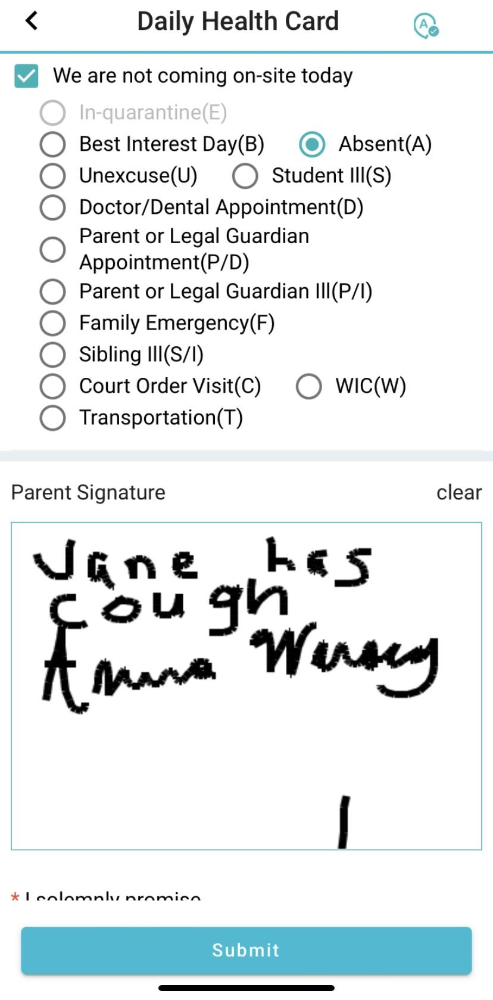 Daily Health Card
A
We are not coming on-site today
In-quarantine(E)
Best Interest Day(B) Absent(A)
Unexcuse(U) Student Ill(S)
Doctor/Dental Appointment(D)
Parent or Legal Guardian
Appointment(P/D)
Parent or Legal Guardian Ill(P/I)
Family Emergency(F)
Sibling Ill(S/I)
Court Order Visit(C) WIC(W)
Transportation(T)
Parent Signature clear
Jane has
cough
Anna
* I solemnly promise
Submit